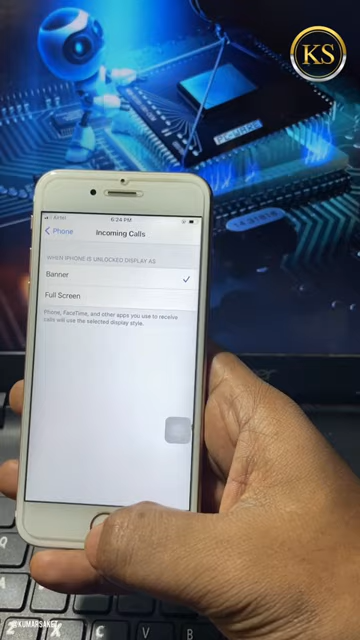 KS
6:24 PM
Phone
Incoming Calls
WHEN IPHONE IS UNLOCKED DISPLAY AS
Banner
Full Screen
Phone, FaceTime, and other apps you use to receive
calls will use the selected display style.
acer
Q
A
Z
X
C
V
B